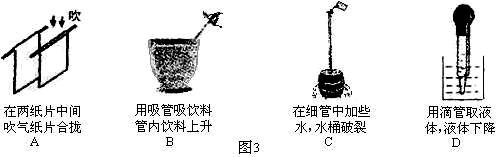 吹
在两纸片中间
吹气纸片合拢
A
用吸管吸饮料
管内饮料上升
B
在细管中加些
水，水桶破裂
C
用滴管取液
体，液体下降
D
图3